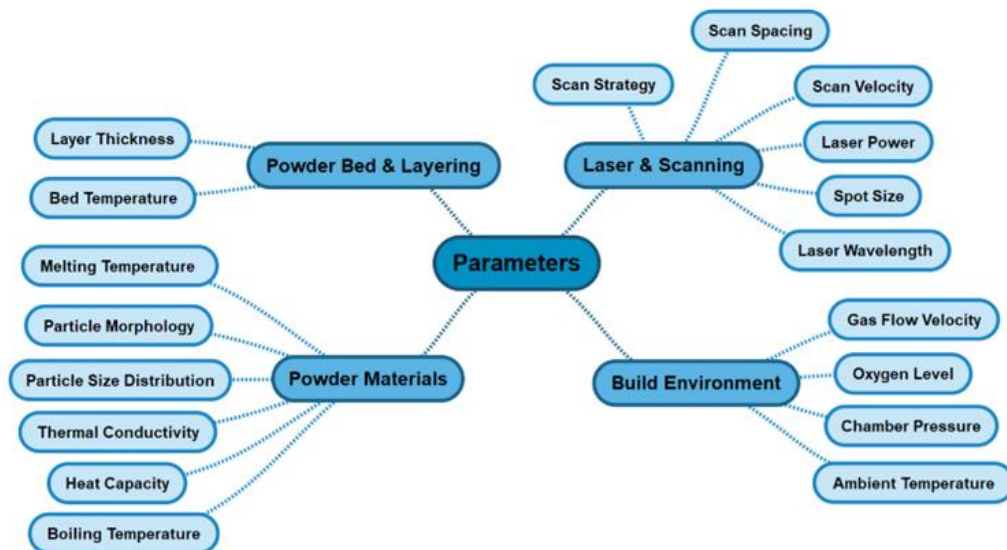 Scan Spacing
Scan Strategy
Scan Velocity
Layer Thickness
Laser Power
Powder Bed & Layering
Laser & Scanning
Bed Temperature
Spot Size
Laser Wavelength
Parameters
Melting Temperature
Gas Flow Velocity
Particle Morphology
Oxygen Level
Particle Size Distribution
Powder Materials
Build Environment
Thermal Conductivity
Chamber Pressure
Heat Capacity
Ambient Temperature
Boiling Temperature